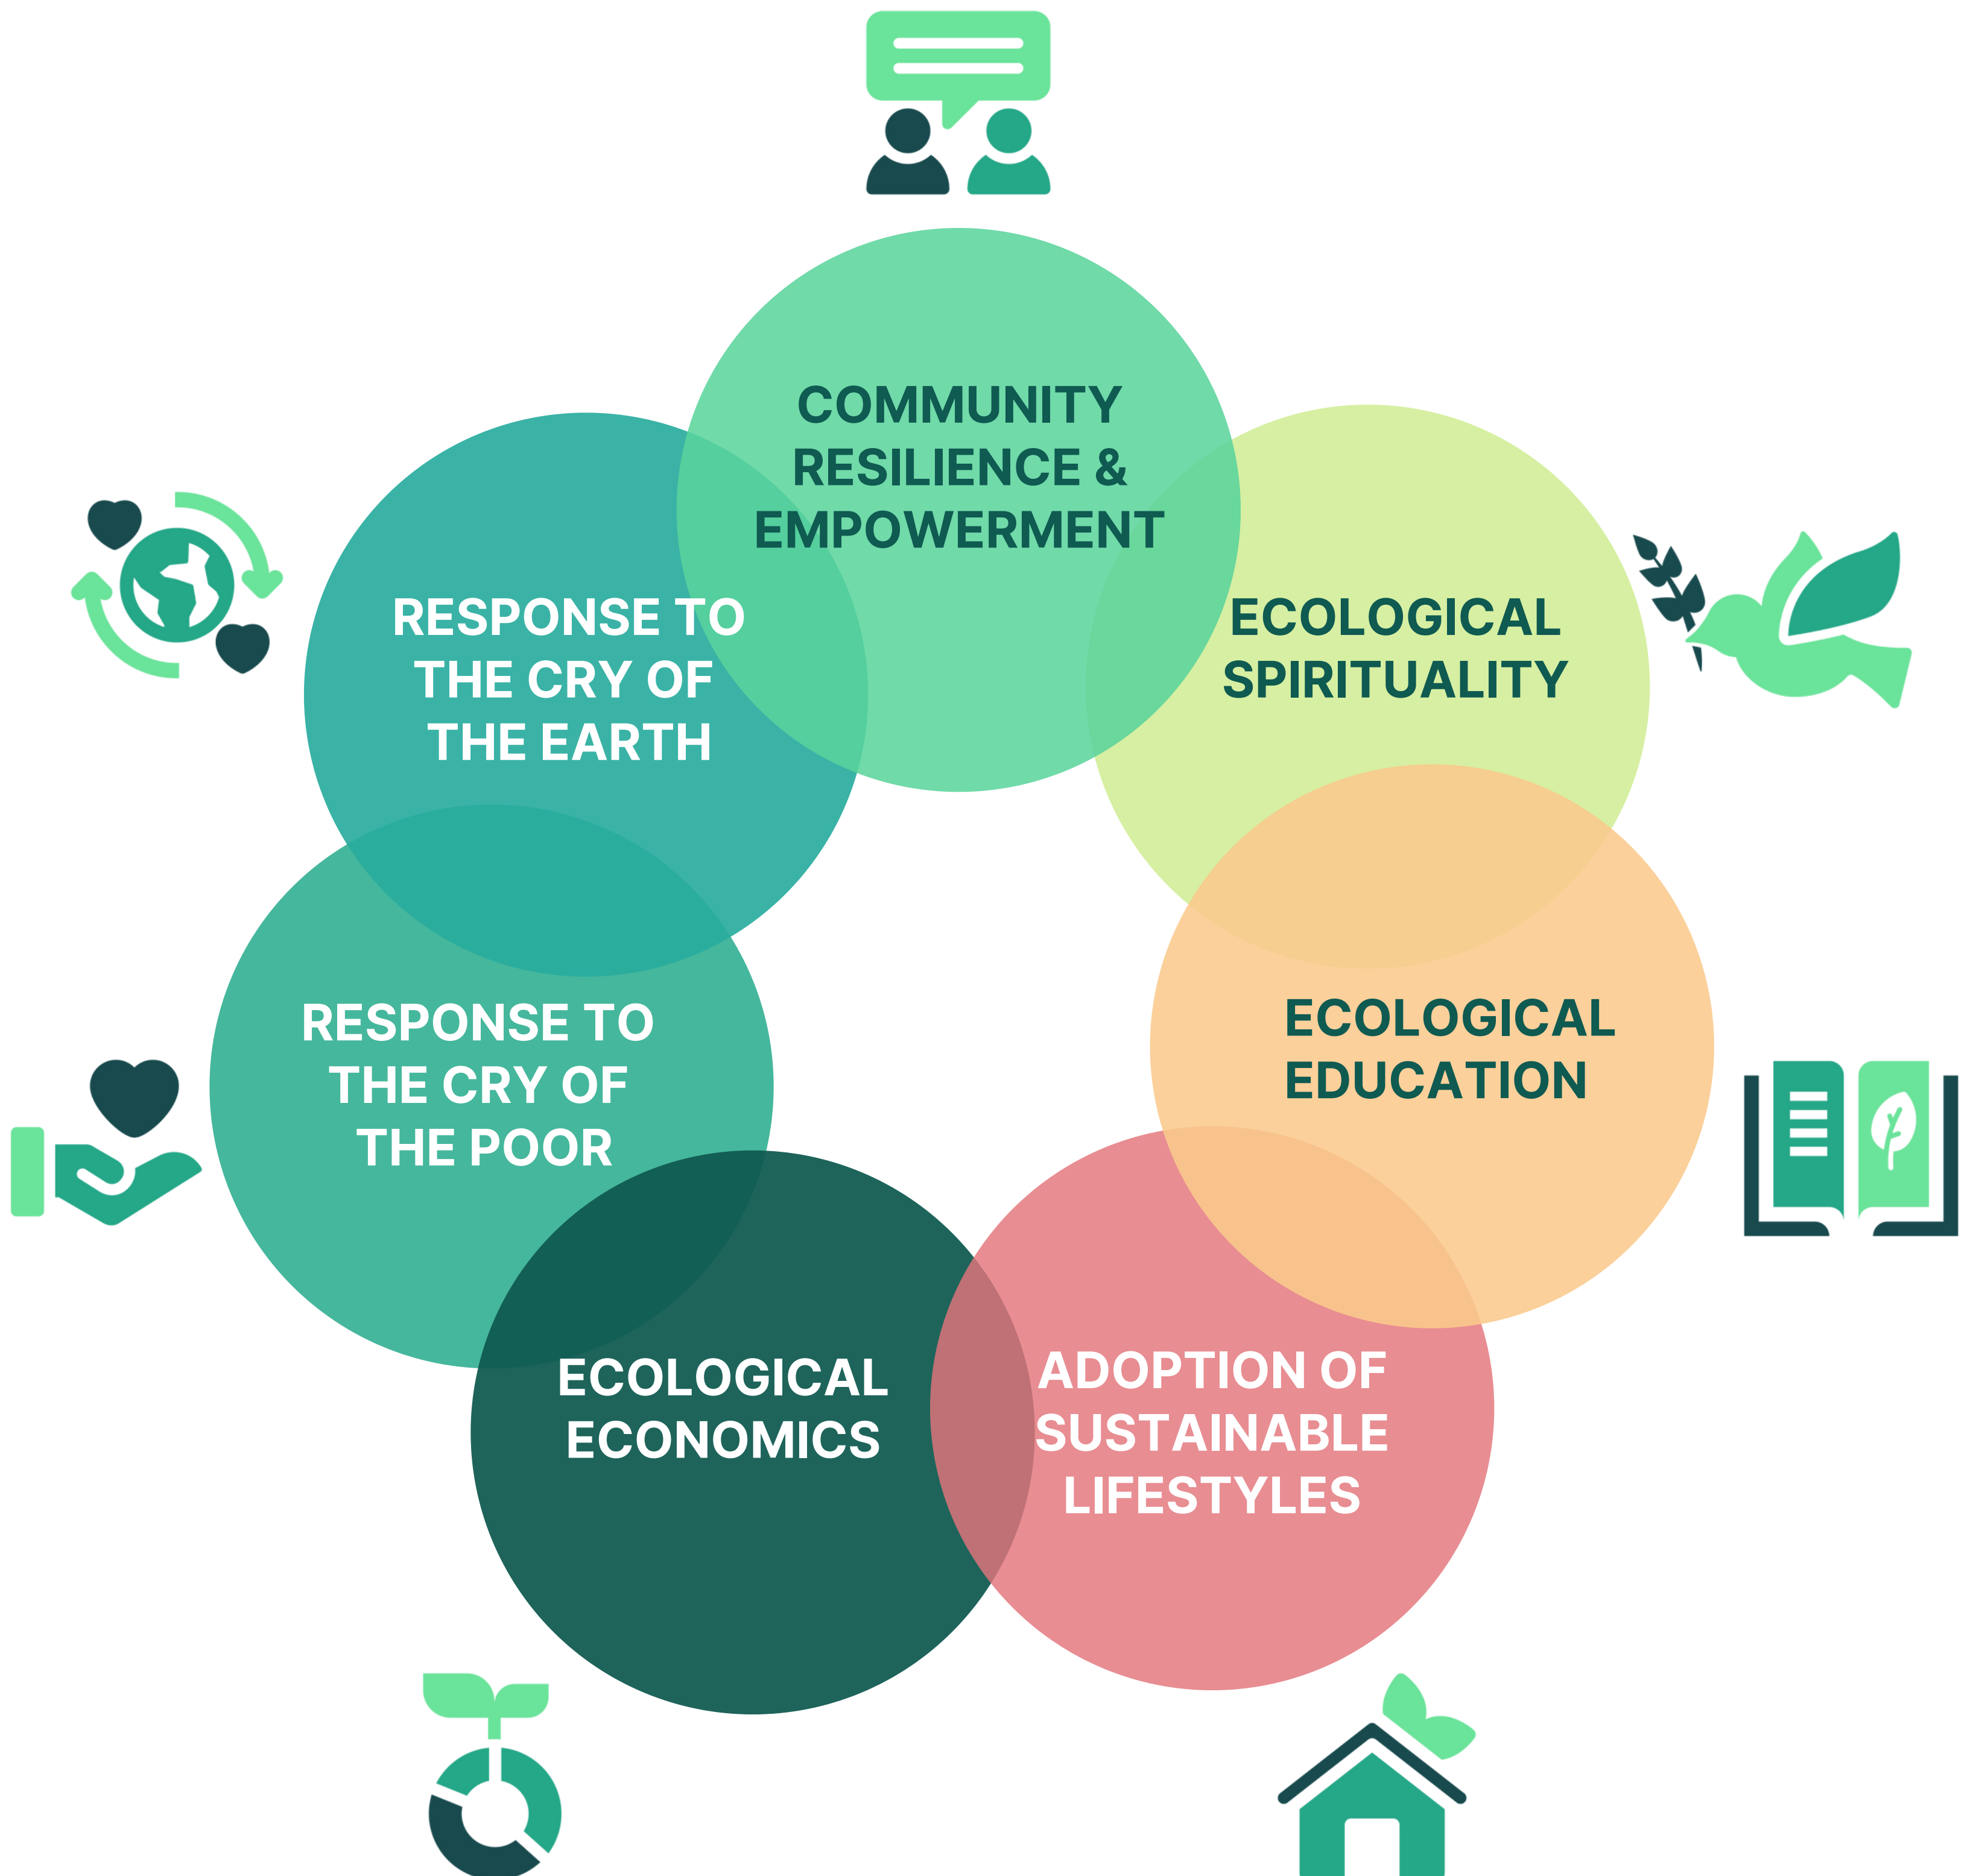 COMMUNITY
RESILIENCE &
EMPOWERMENT
RESPONSE TO
THE CRY OF
THE EARTH
ECOLOGICAL
SPIRITUALITY
RESPONSE TO
THE CRY OF
THE POOR
ECOLOGICAL
EDUCATION
ECOLOGICAL
ECONOMICS
ADOPTION OF
SUSTAINABLE
LIFESTYLES